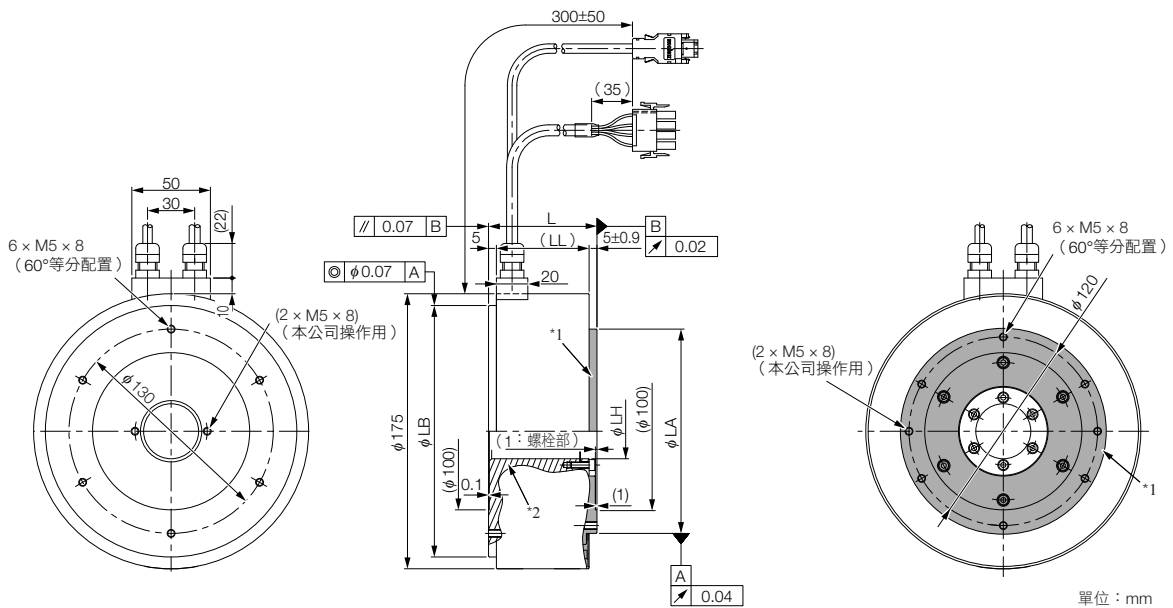 300±50
(35)
50
30
(22)
10
6 × M5 × 8
(60°等分配置)
(2 × M5 × 8)
(本公司操作用)
φ130
// 0.07 B
L
B
↗ 0.02
5
(LL)
5±0.9
◎ φ0.07 A
20
*1
φ175
φLB
(φ100)
0.1
(1:螺栓部)
*2
φLH
(φ100)
φLA
(1)
A
↗ 0.04
6 × M5 × 8
(60°等分配置)
φ120
(2 × M5 × 8)
(本公司操作用)
*1
單位:mm